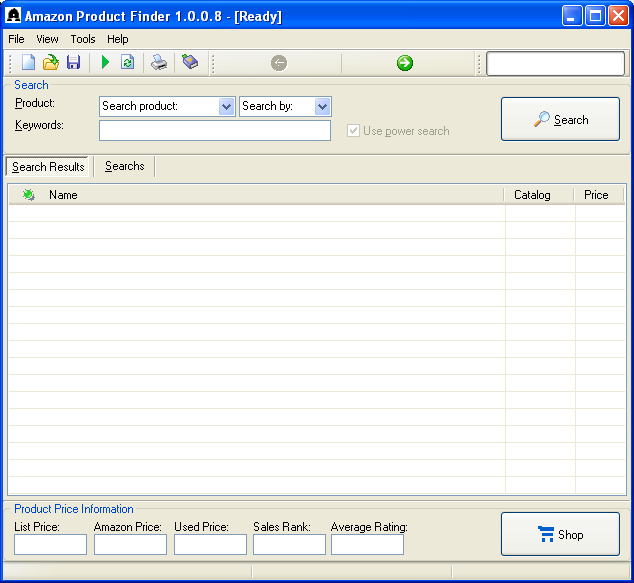 Amazon Product Finder 1.0.0.8 - [Ready]
File View Tools Help
Search
Product: Search product: Search by:
Keywords: Use power search
Search
Search Results Searchs
Name Catalog Price
Product Price Information
List Price: Amazon Price: Used Price: Sales Rank: Average Rating:
Shop